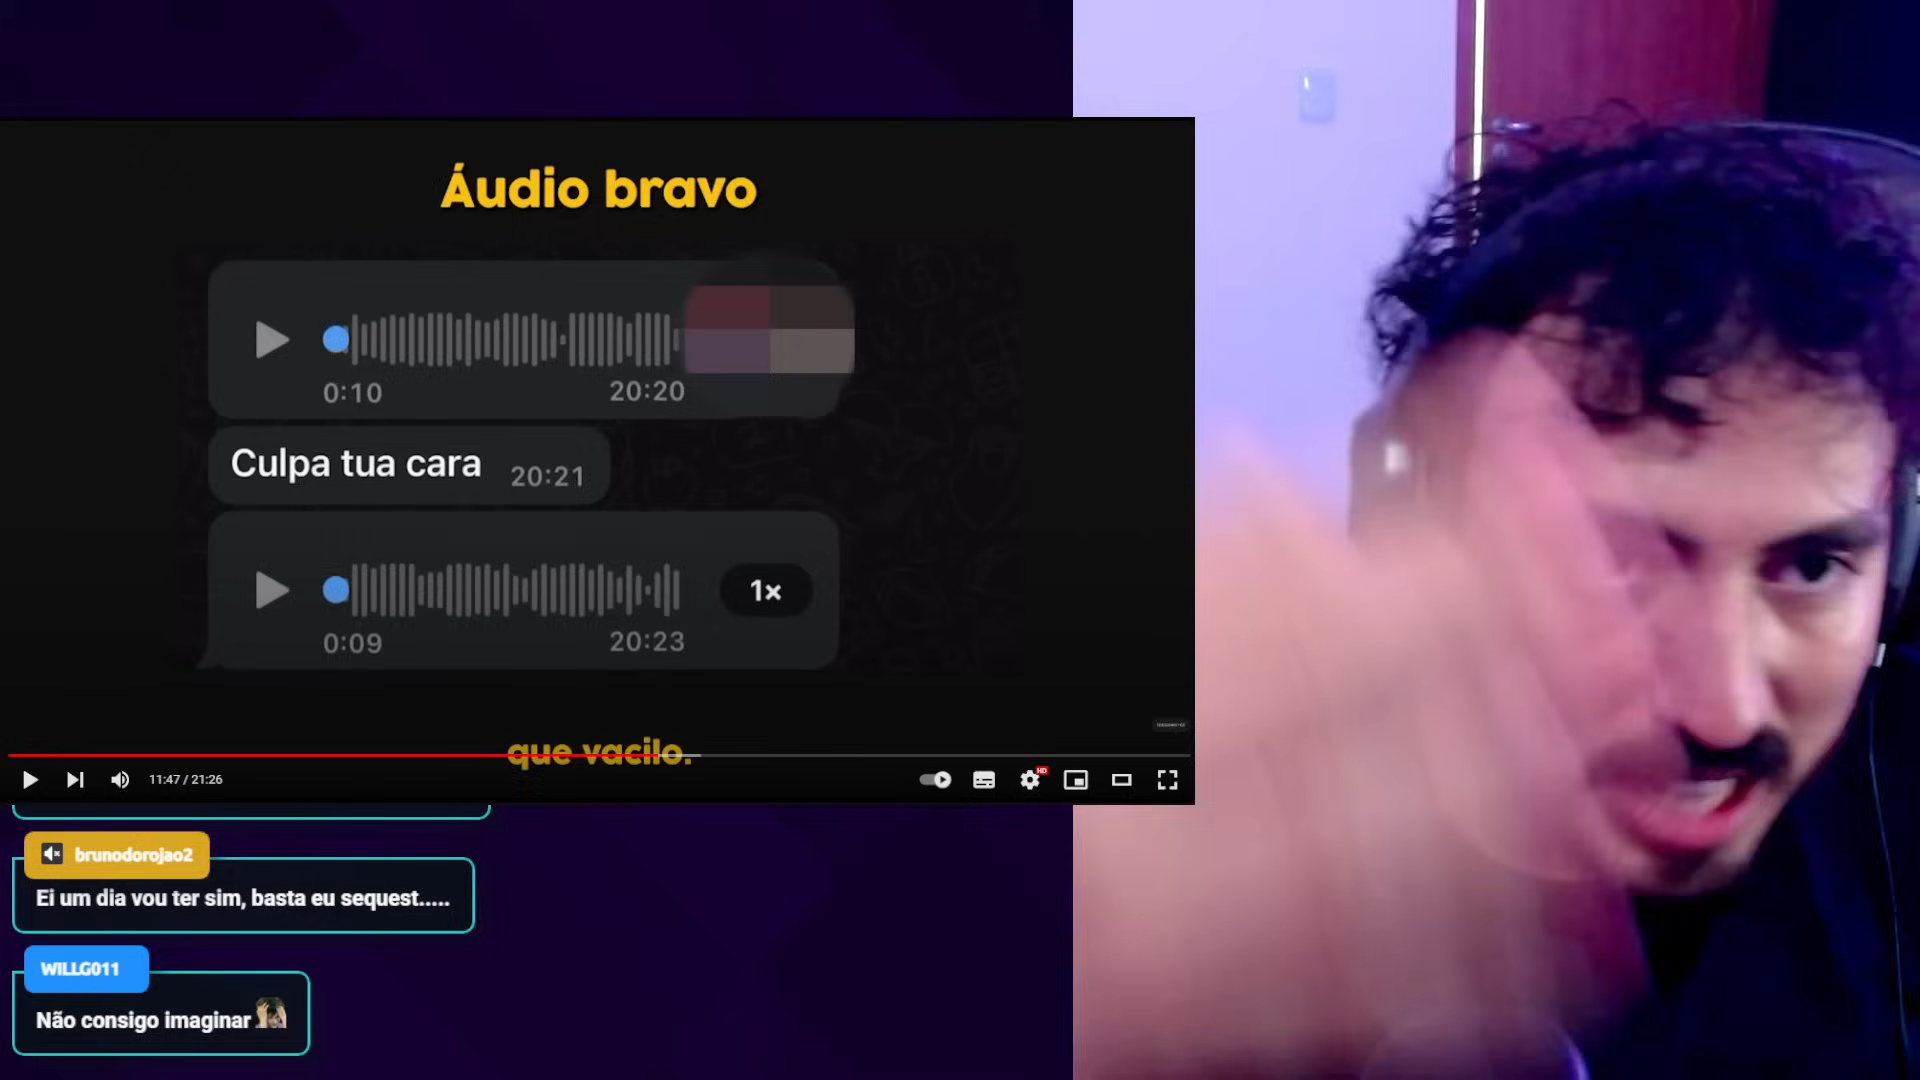 Áudio bravo
0:10 20:20
Culpa tua cara 20:21
1x
0:09 20:23
que vacilo.
11:47 / 21:26
HD
brunodorojao2
Ei um dia vou ter sim, basta eu sequest.....
WILLG011
Não consigo imaginar